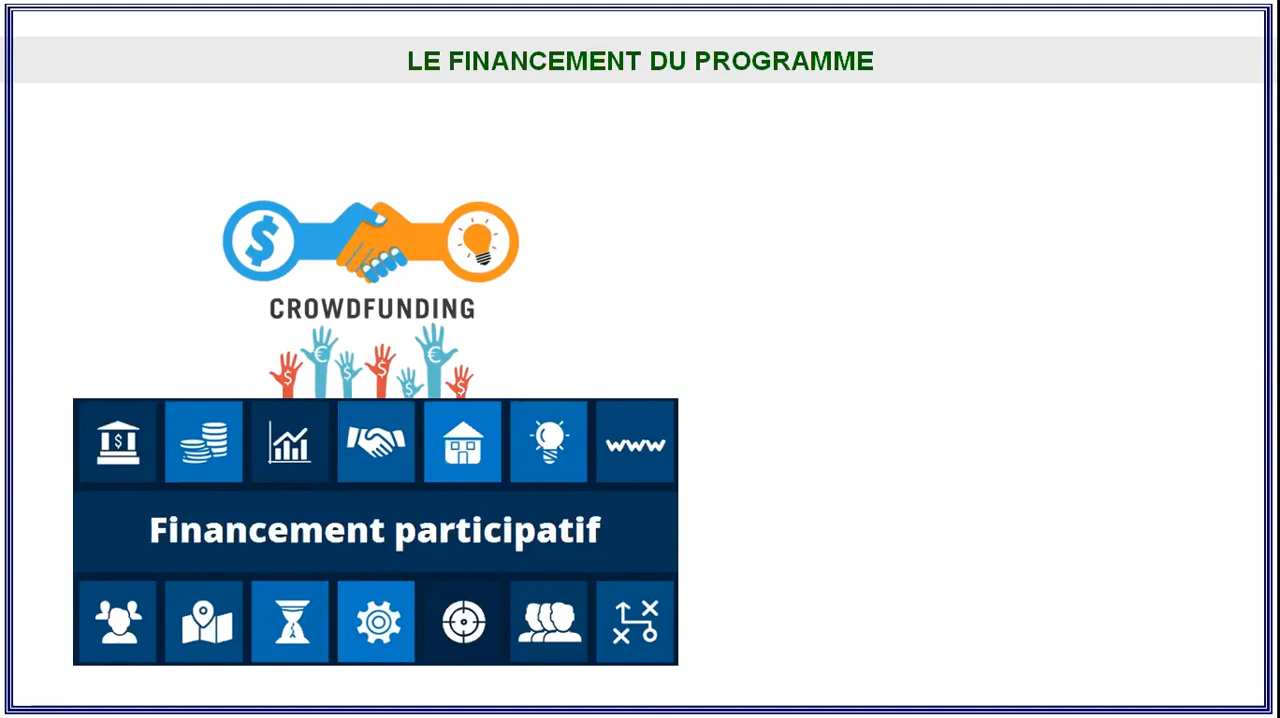 LE FINANCEMENT DU PROGRAMME
$
CROWDFUNDING
€ €
$ $ $ $ $
$
www
Financement participatif